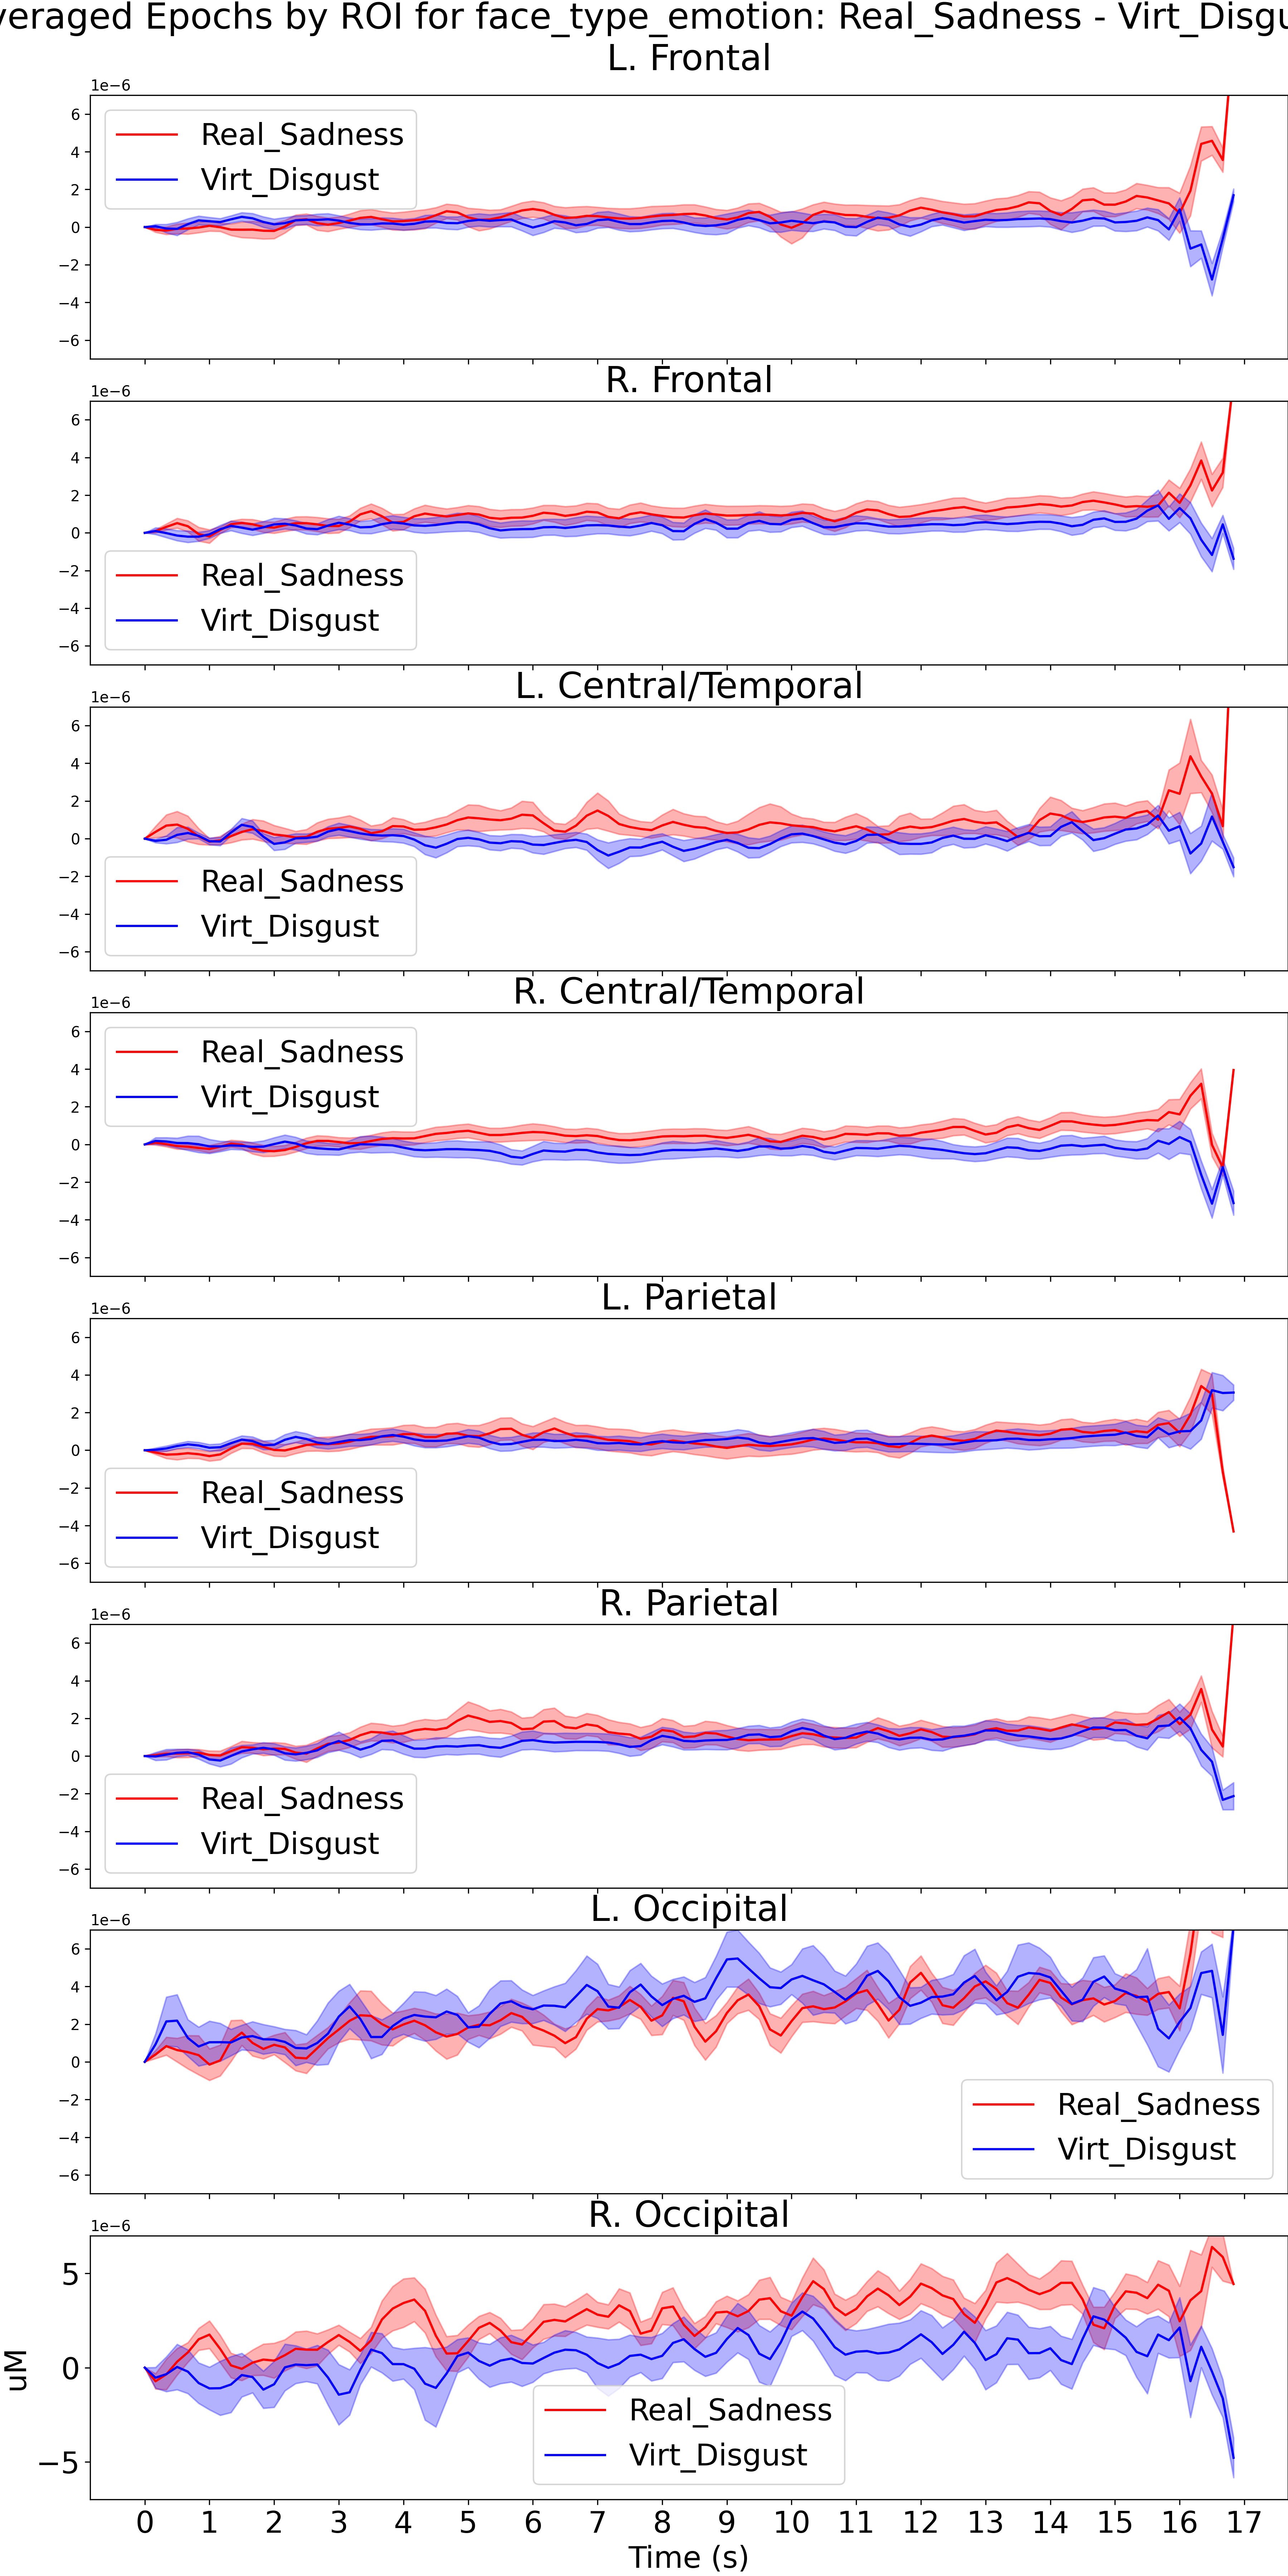 veraged Epochs by ROI for face_type_emotion: Real_Sadness - Virt_Disgu
L. Frontal
1e−6
6
4
2
0
−2
−4
−6
Real_Sadness
Virt_Disgust
R. Frontal
1e−6
6
4
2
0
−2
−4
−6
Real_Sadness
Virt_Disgust
L. Central/Temporal
1e−6
6
4
2
0
−2
−4
−6
Real_Sadness
Virt_Disgust
R. Central/Temporal
1e−6
6
4
2
0
−2
−4
−6
Real_Sadness
Virt_Disgust
L. Parietal
1e−6
6
4
2
0
−2
−4
−6
Real_Sadness
Virt_Disgust
R. Parietal
1e−6
6
4
2
0
−2
−4
−6
Real_Sadness
Virt_Disgust
L. Occipital
1e−6
6
4
2
0
−2
−4
−6
Real_Sadness
Virt_Disgust
R. Occipital
1e−6
5
0
−5
uM
Real_Sadness
Virt_Disgust
0 1 2 3 4 5 6 7 8 9 10 11 12 13 14 15 16 17
Time (s)